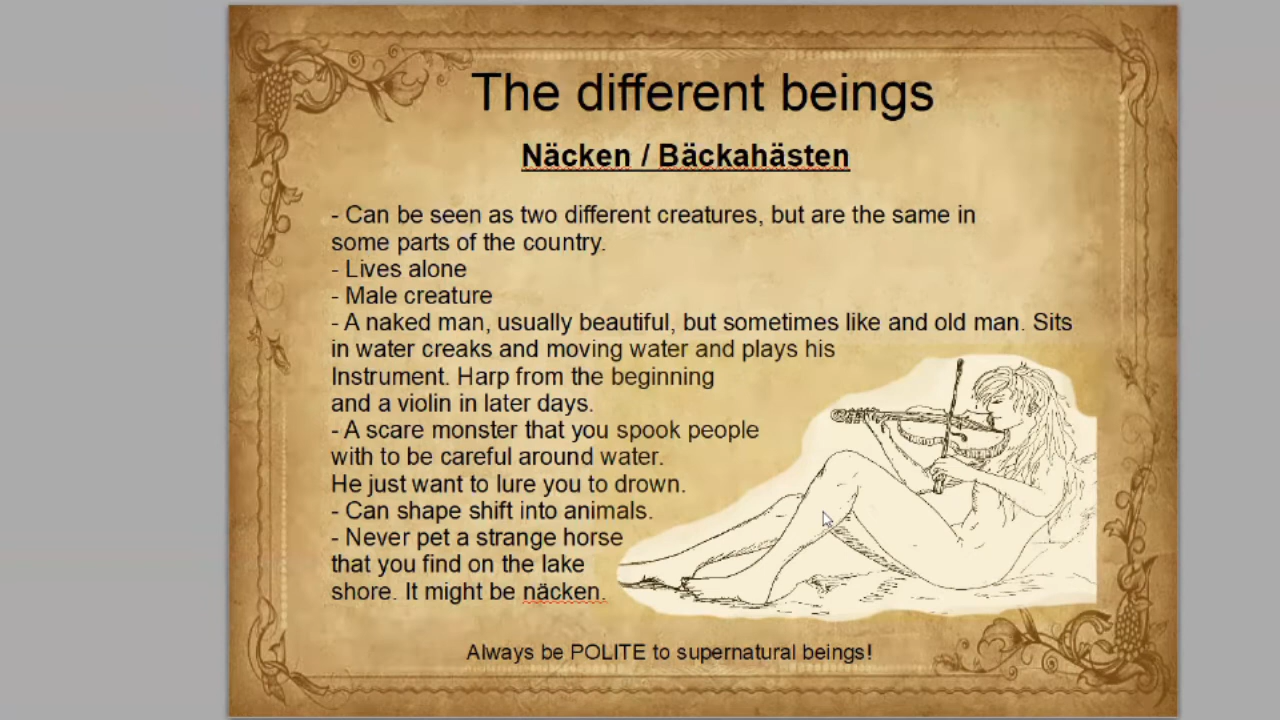 The different beings
Näcken / Bäckahästen
- Can be seen as two different creatures, but are the same in
some parts of the country.
- Lives alone
- Male creature
- A naked man, usually beautiful, but sometimes like and old man. Sits
in water creaks and moving water and plays his
Instrument. Harp from the beginning
and a violin in later days.
- A scare monster that you spook people
with to be careful around water.
He just want to lure you to drown.
- Can shape shift into animals.
- Never pet a strange horse
that you find on the lake
shore. It might be näcken.
Always be POLITE to supernatural beings!